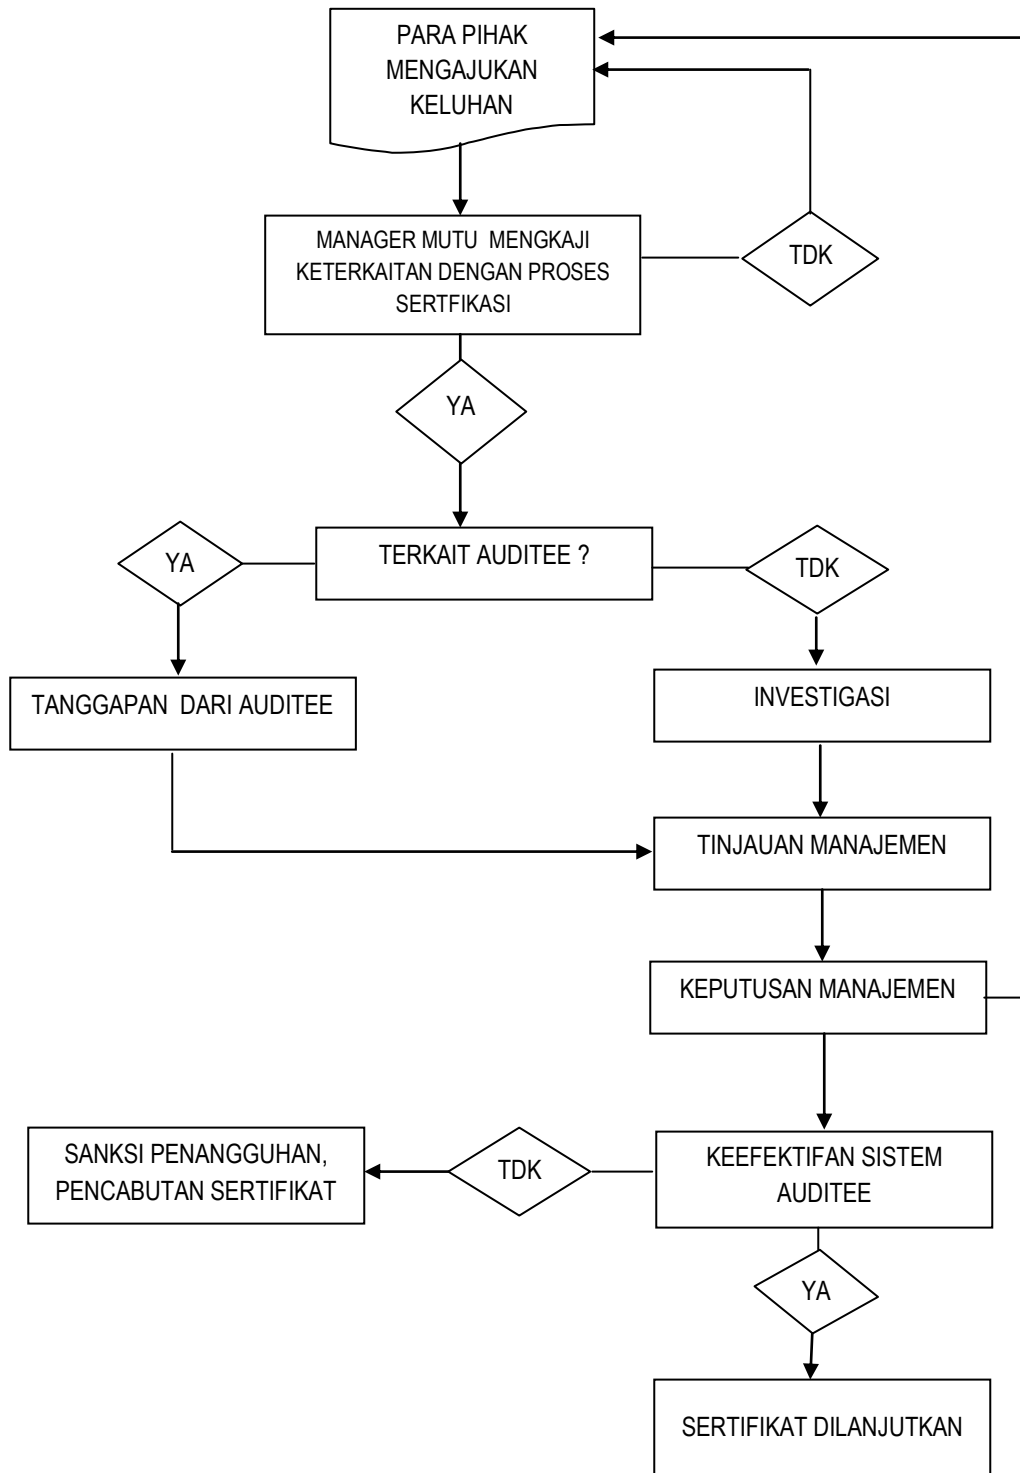 PARA PIHAK
MENGAJUKAN
KELUHAN
MANAGER MUTU  MENGKAJI
KETERKAITAN DENGAN PROSES
SERTFIKASI
TDK
YA
TERKAIT AUDITEE ?
YA
TDK
TANGGAPAN  DARI AUDITEE
INVESTIGASI
TINJAUAN MANAJEMEN
KEPUTUSAN MANAJEMEN
SANKSI PENANGGUHAN,
PENCABUTAN SERTIFIKAT
TDK
KEEFEKTIFAN SISTEM
AUDITEE
YA
SERTIFIKAT DILANJUTKAN